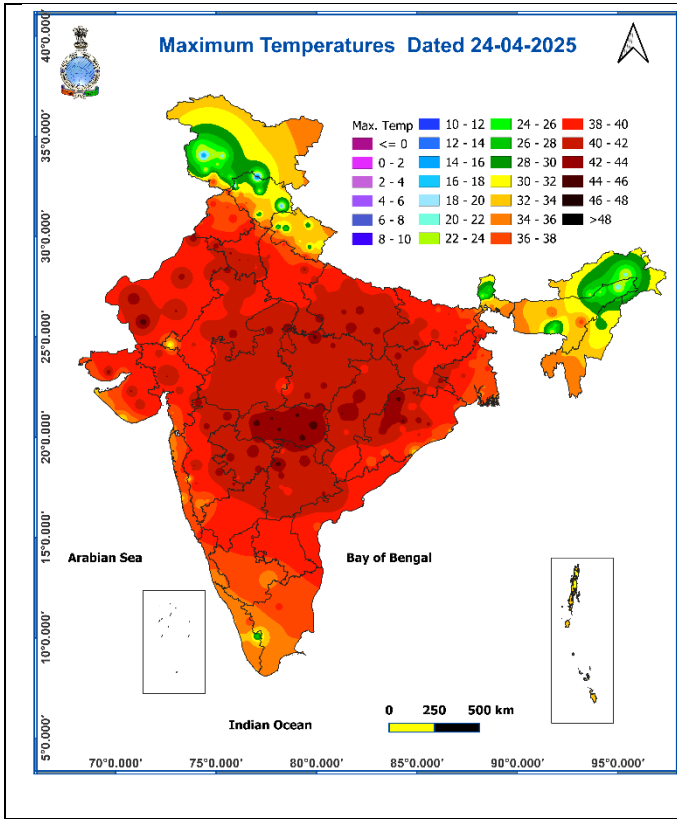 Maximum Temperatures Dated 24-04-2025
Max. Temp
<= 0
0 - 2
2 - 4
4 - 6
6 - 8
8 - 10
10 - 12
12 - 14
14 - 16
16 - 18
18 - 20
20 - 22
22 - 24
24 - 26
26 - 28
28 - 30
30 - 32
32 - 34
34 - 36
36 - 38
38 - 40
40 - 42
42 - 44
44 - 46
46 - 48
>48
40°0.000'
35°0.000'
30°0.000'
25°0.000'
20°0.000'
15°0.000'
10°0.000'
5°0.000'
Arabian Sea
Bay of Bengal
Indian Ocean
0 250 500 km
70°0.000' 75°0.000' 80°0.000' 85°0.000' 90°0.000' 95°0.000'